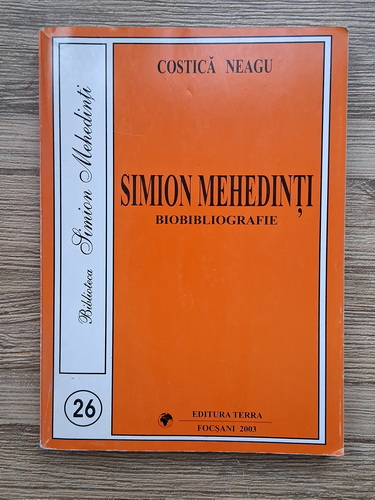 COSTICĂ NEAGU
SIMION MEHEDINȚI
BIOBIBLIOGRAFIE
Biblioteca Simion Mehedinți
26
EDITURA TERRA
FOCȘANI 2003